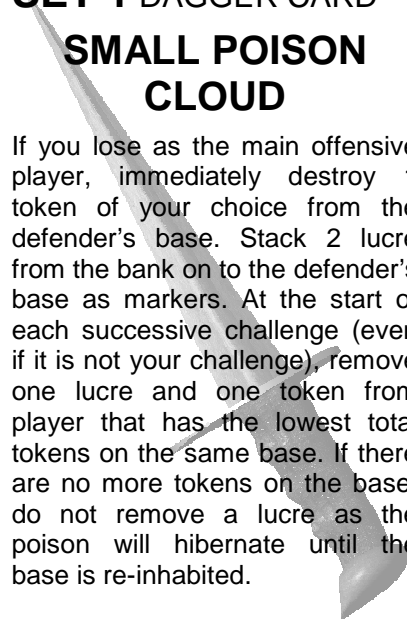 SET 1 DAGGER CARD
SMALL POISON
CLOUD
If you lose as the main offensive
player, immediately destroy 1
token of your choice from the
defender's base. Stack 2 lucre
from the bank on to the defender's
base as markers. At the start of
each successive challenge (even
if it is not your challenge), remove
one lucre and one token from
player that has the lowest total
tokens on the same base. If there
are no more tokens on the base,
do not remove a lucre as the
poison will hibernate until the
base is re-inhabited.